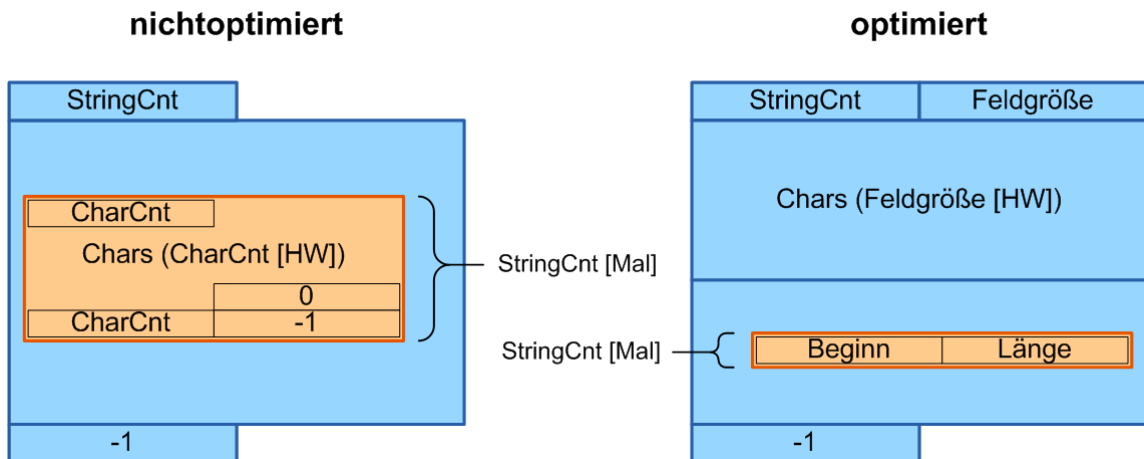 nichtoptimiert
StringCnt
CharCnt
Chars (CharCnt [HW])
0
CharCnt -1
-1
StringCnt [Mal]
StringCnt [Mal]
optimiert
StringCnt Feldgröße
Chars (Feldgröße [HW])
Beginn Länge
-1